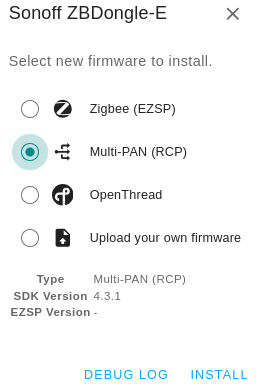 Sonoff ZBDongle-E
Select new firmware to install.
Zigbee (EZSP)
Multi-PAN (RCP)
OpenThread
Upload your own firmware
Type Multi-PAN (RCP)
SDK Version 4.3.1
EZSP Version -
DEBUG LOG INSTALL